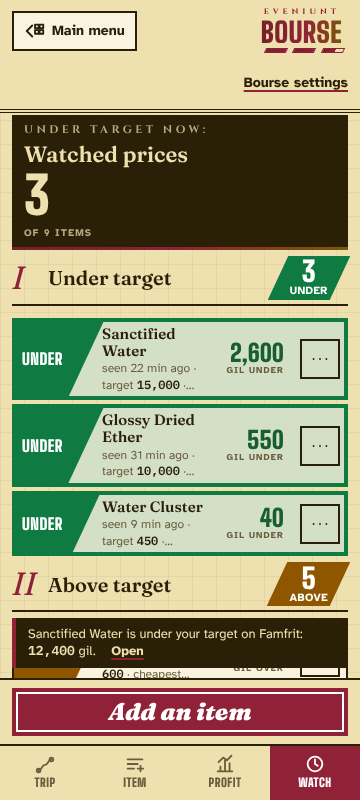 Main menu
EVENIUNT
BOURSE
Bourse settings
UNDER TARGET NOW:
Watched prices
3
OF 9 ITEMS
I Under target
3
UNDER
UNDER
Sanctified
Water
seen 22 min ago ·
target 15,000 ·…
2,600
GIL UNDER
...
UNDER
Glossy Dried
Ether
seen 31 min ago ·
target 10,000 ·…
550
GIL UNDER
...
UNDER
Water Cluster
seen 9 min ago ·
target 450 ·…
40
GIL UNDER
...
II Above target
5
ABOVE
Sanctified Water is under your target on Famfrit:
12,400 gil. Open
600 · cheapest…
GIL OVER
Add an item
TRIP
ITEM
PROFIT
WATCH